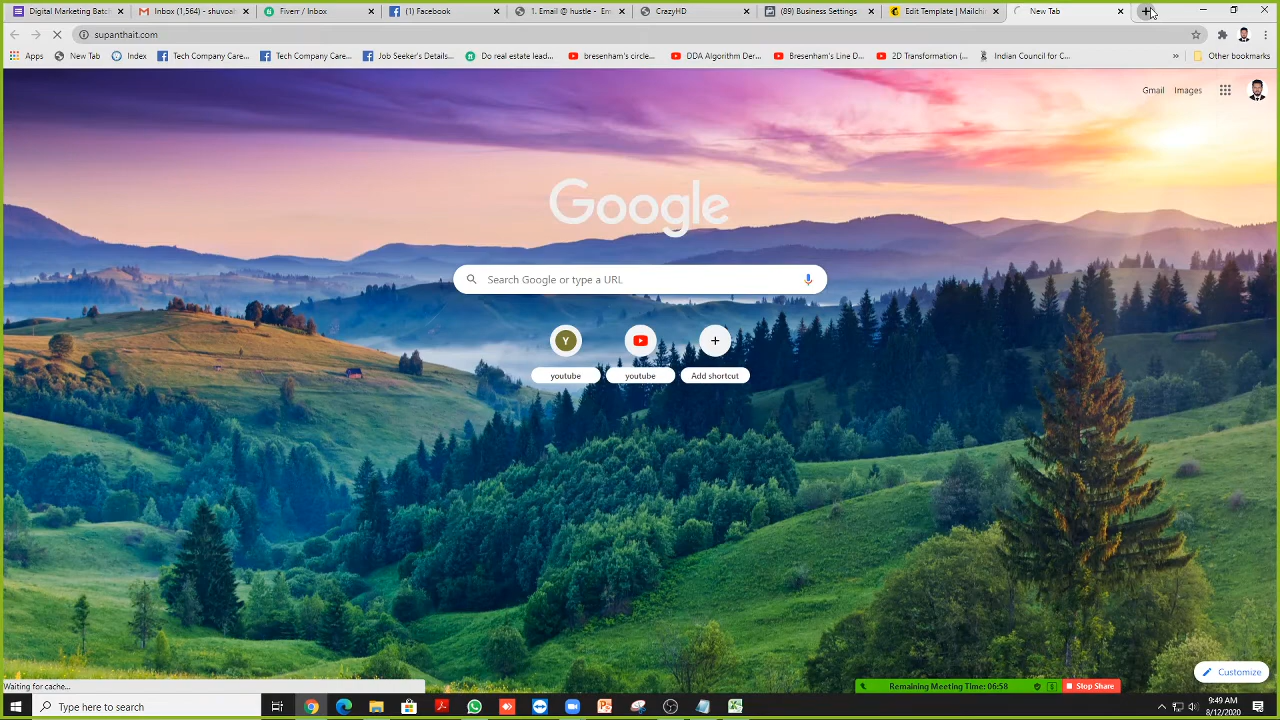 Digital Marketing Batch
Inbox (1,564) - shuvoal
Fiverr / Inbox
(1) Facebook
1. Email @ hustle - Em
CrazyHD
(89) Business Settings
Edit Template | Mailchi
New Tab
supanthait.com
Apps
New Tab
Index
Tech Company Care...
Tech Company Care...
Job Seeker's Details...
Do real estate lead...
bresenham's circle...
DDA Algorithm Der...
Bresenham's Line D...
2D Transformation (...
Indian Council for C...
»
Other bookmarks
Gmail
Images
Google
Search Google or type a URL
Y
youtube
youtube
Add shortcut
Customize
Waiting for cache...
Remaining Meeting Time: 06:58
Stop Share
Type here to search
9:49 AM
8/12/2020